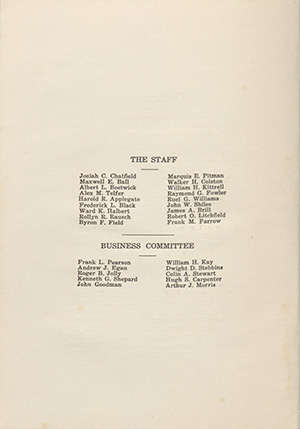 THE STAFF
Josiah C. Chatfield
Maxwell E. Ball
Albert L. Bostwick
Alex M. Telfer
Harold R. Applegate
Frederick L. Black
Ward K. Halbert
Rollyn R. Rausch
Byron F. Field
Marquis E. Pitman
Walker H. Colston
William H. Kittrell
Raymond G. Fowler
Ruel G. Williams
John W. Shiles
James A. Brill
Robert O. Litchfield
Frank M. Farrow
BUSINESS COMMITTEE
Frank L. Pearson
Andrew J. Egan
Roger B. Jolly
Kenneth G. Shepard
John Goodman
William H. Kay
Dwight D. Stebbins
Colin A. Stewart
Hugh S. Carpenter
Arthur J. Morris